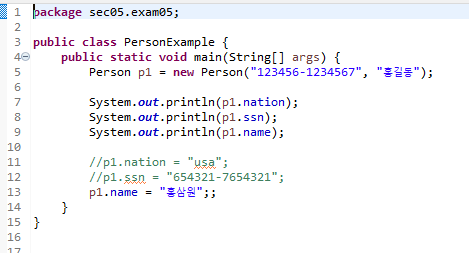 1 package sec05.exam05;
2
3 public class PersonExample {
4 public static void main(String[] args) {
5 Person p1 = new Person("123456-1234567", "홍길동");
6
7 System.out.println(p1.nation);
8 System.out.println(p1.ssn);
9 System.out.println(p1.name);
10
11 //p1.nation = "usa";
12 //p1.ssn = "654321-7654321";
13 p1.name = "홍삼원";;
14 }
15 }
16
17